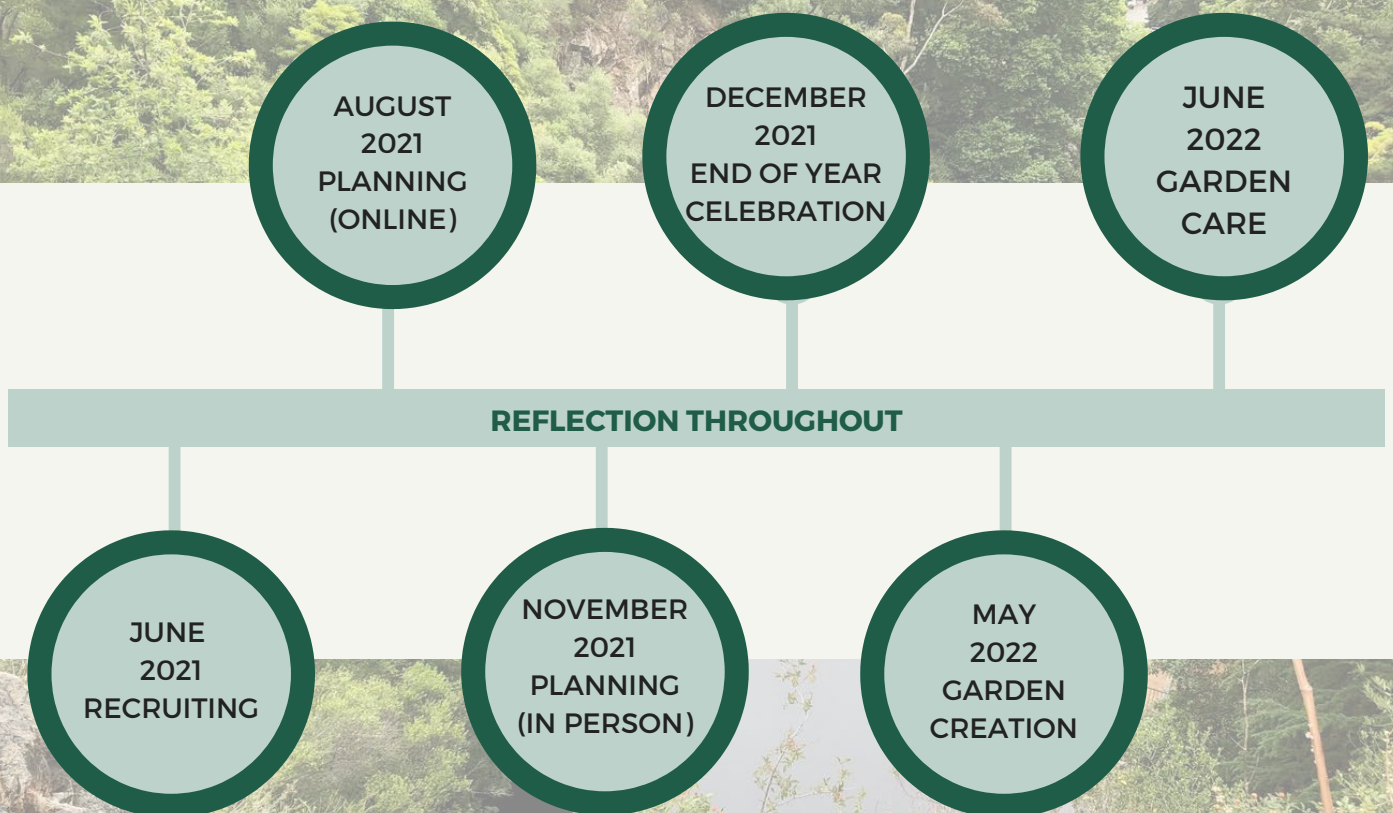 AUGUST
2021
PLANNING
(ONLINE)
DECEMBER
2021
END OF YEAR
CELEBRATION
JUNE
2022
GARDEN
CARE
REFLECTION THROUGHOUT
JUNE
2021
RECRUITING
NOVEMBER
2021
PLANNING
(IN PERSON)
MAY
2022
GARDEN
CREATION